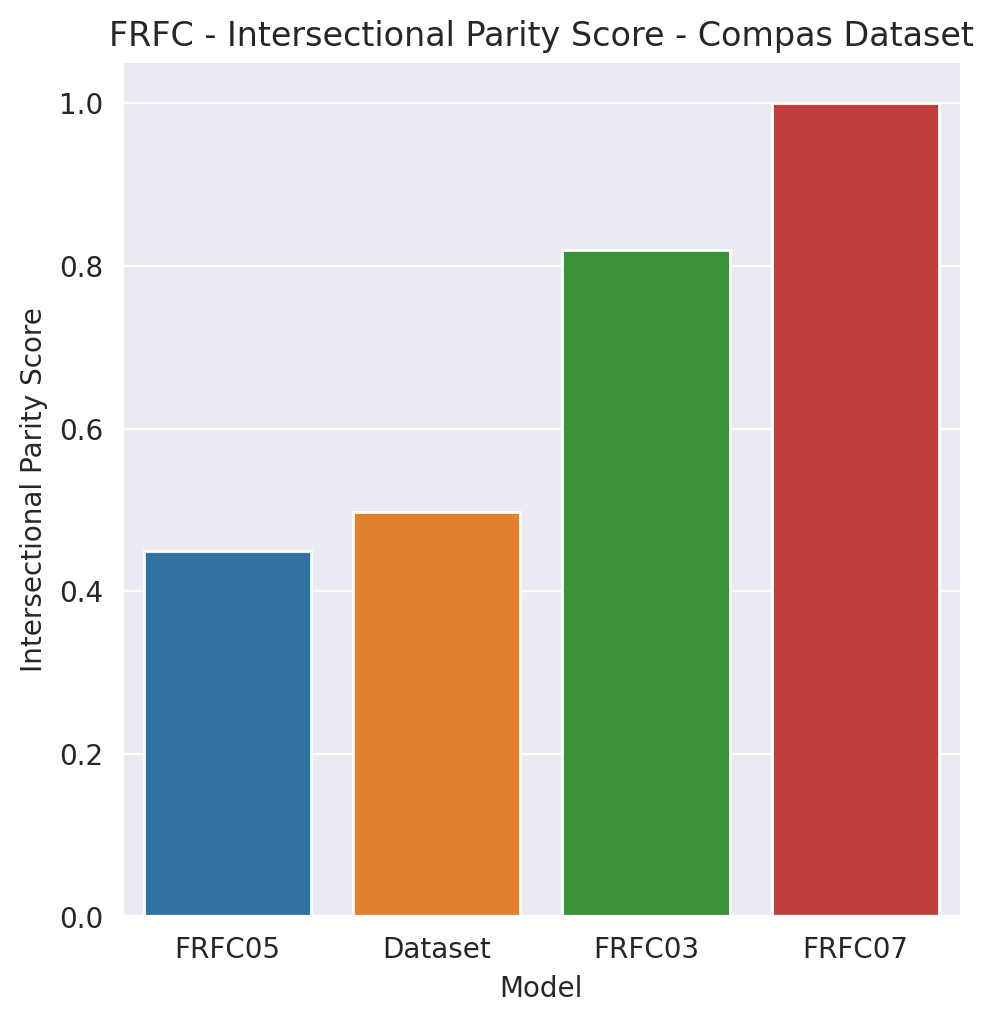 FRFC - Intersectional Parity Score - Compas Dataset
Intersectional Parity Score
1.0
0.8
0.6
0.4
0.2
0.0
FRFC05 Dataset FRFC03 FRFC07
Model